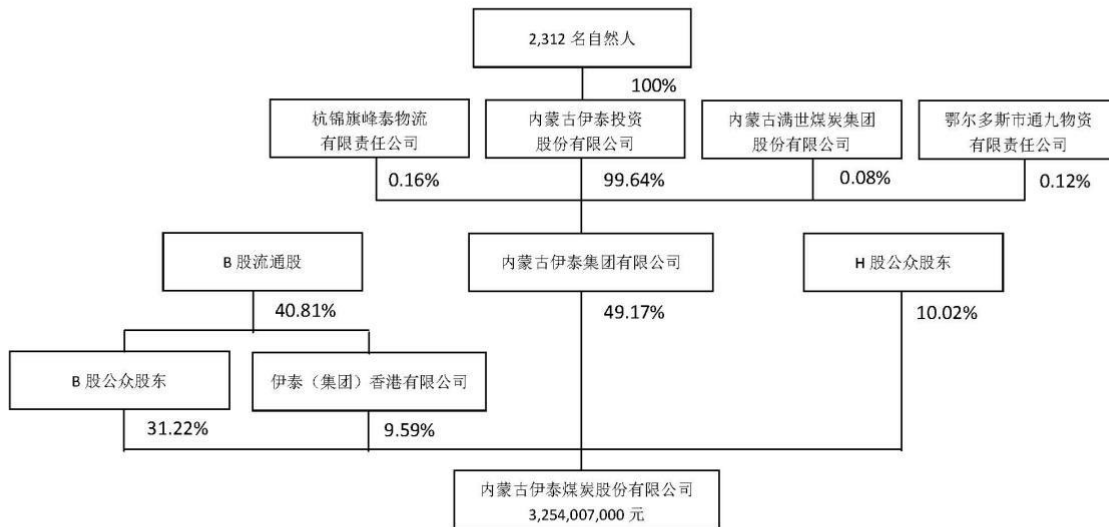 2,312 名自然人
100%
杭锦旗峰泰物流
有限责任公司
内蒙古伊泰投资
股份有限公司
内蒙古满世煤炭集团
股份有限公司
鄂尔多斯市通九物资
有限责任公司
0.16%
99.64%
0.08%
0.12%
B 股流通股
内蒙古伊泰集团有限公司
H 股公众股东
40.81%
49.17%
10.02%
B 股公众股东
伊泰（集团）香港有限公司
31.22%
9.59%
内蒙古伊泰煤炭股份有限公司
3,254,007,000 元